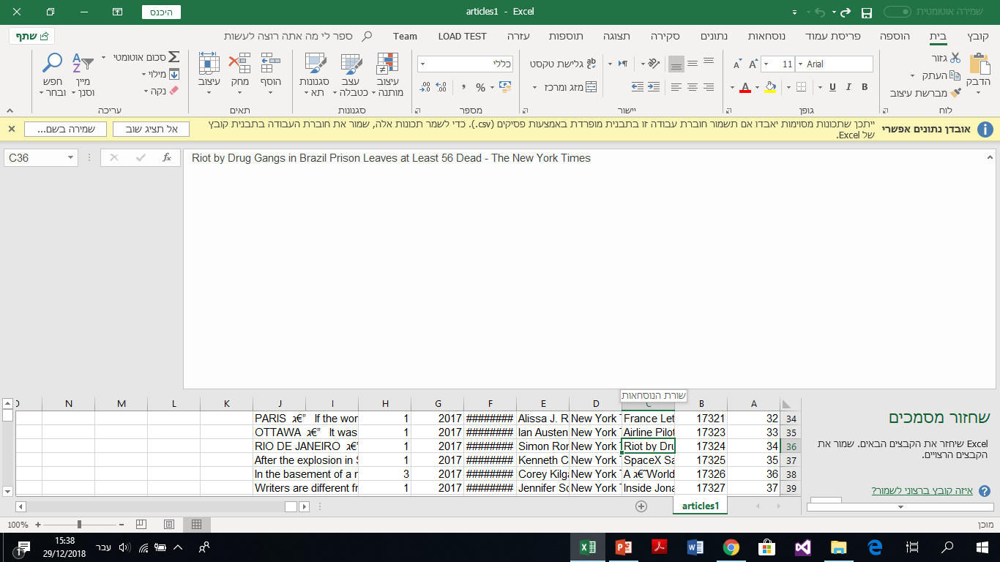 שמירה אוטומטית
articles1 - Excel
היכנס
קובץ בית הוספה פריסת עמוד נוסחאות נתונים סקירה תצוגה תוספות עזרה LOAD TEST Team ספר לי מה אתה רוצה לעשות שתף
הדבק
גזור
העתק
מברשת עיצוב
לוח
Arial 11
B I U A
גופן
גלישת טקסט
מזג ומרכז
יישור
כללי
%
מספר
עיצוב מותנה
עצב כטבלה
סגנונות תא
סגנונות
הוסף
מחק
עיצוב
תאים
סכום אוטומטי
מילוי
נקה
מיין וסנן
חפש ובחר
עריכה
אובדן נתונים אפשרי ייתכן שתכונות מסוימות יאבדו אם תשמור חוברת עבודה זו בתבנית מופרדת באמצעות פסיקים (csv.). כדי לשמר תכונות אלה, שמור את חוברת העבודה בתבנית קובץ
של Excel.
אל תציג שוב
שמירה בשם...
C36
fx
Riot by Drug Gangs in Brazil Prison Leaves at Least 56 Dead - The New York Times
שורת הנוסחאות
N M L K J I H G F E D C B A
PARIS ג€” If the wor 1 2017 ######## Alissa J. R New York T France Let 17321 32 34
OTTAWA ג€” It was 1 2017 ######## Ian Austen New York T Airline Pilot 17323 33 35
RIO DE JANEIRO ג€” 1 2017 ######## Simon Ror New York T Riot by Dru 17324 34 36
After the explosion in S 1 2017 ######## Kenneth C New York T SpaceX Sa 17325 35 37
In the basement of a r 3 2017 ######## Corey Kilga New York T A ג€˜World 17326 36 38
Writers are different fr 1 2017 ######## Jennifer Sc New York T Inside Jona 17327 37 39
שחזור מסמכים
Excel שיחזר את הקבצים הבאים. שמור את
הקבצים הרצויים.
איזה קובץ ברצוני לשמור?
articles1
מוכן
100%
15:38
29/12/2018
עבר
1